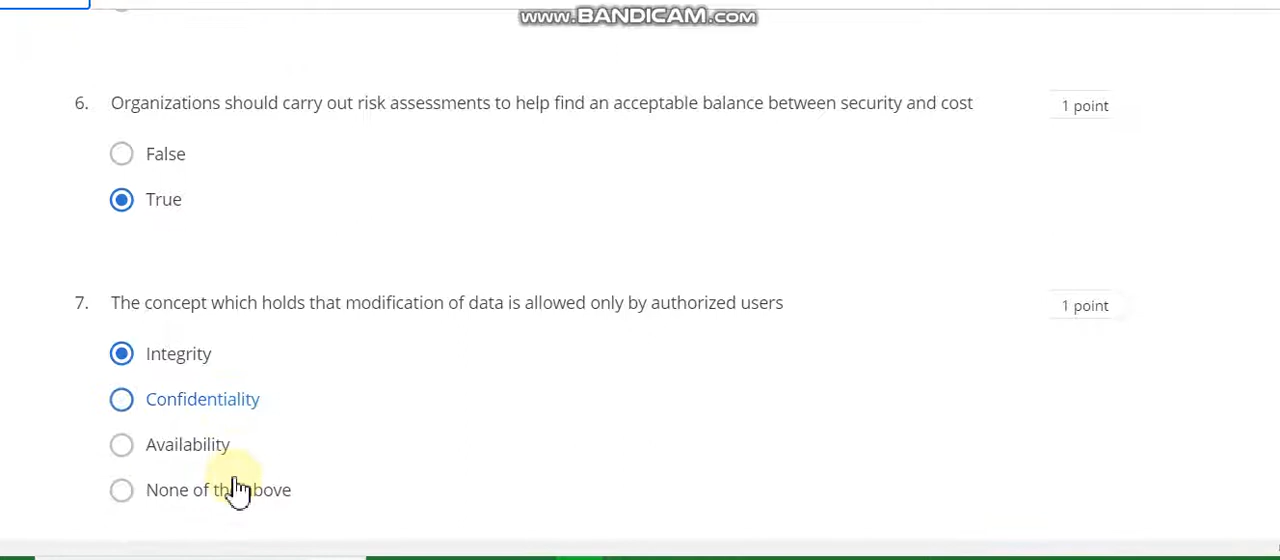 www.BANDICAM.com
6. Organizations should carry out risk assessments to help find an acceptable balance between security and cost
1 point
False
True
7. The concept which holds that modification of data is allowed only by authorized users
1 point
Integrity
Confidentiality
Availability
None of the above